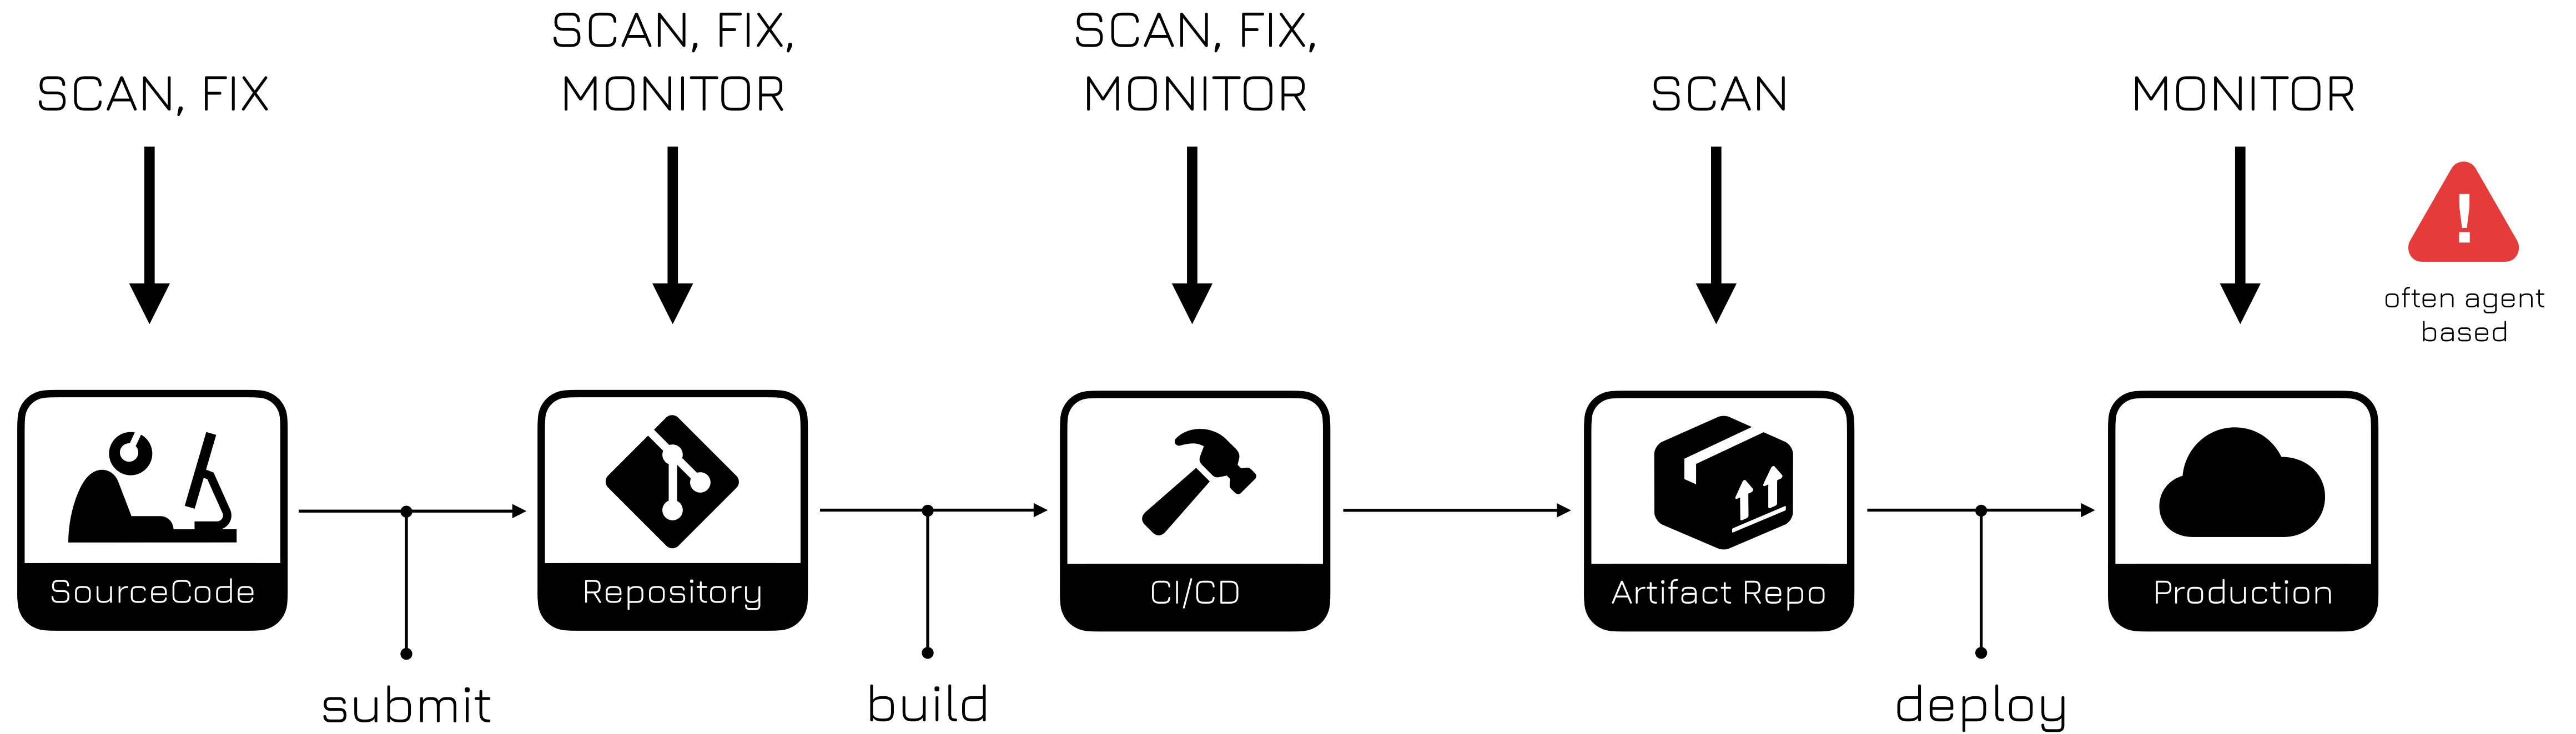 SCAN, FIX
SCAN, FIX,
MONITOR
SCAN, FIX,
MONITOR
SCAN
MONITOR
!
often agent
based
SourceCode
Repository
CI/CD
Artifact Repo
Production
submit
build
deploy